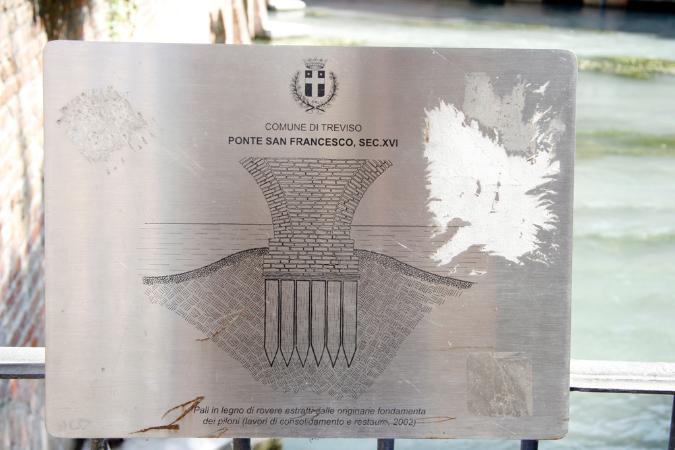 COMUNE DI TREVISO
PONTE SAN FRANCESCO, SEC.XVI
Pali in legno di rovere estratti dalle originarie fondamenta
dei piloni (lavori di consolidamento e restauro, 2002)